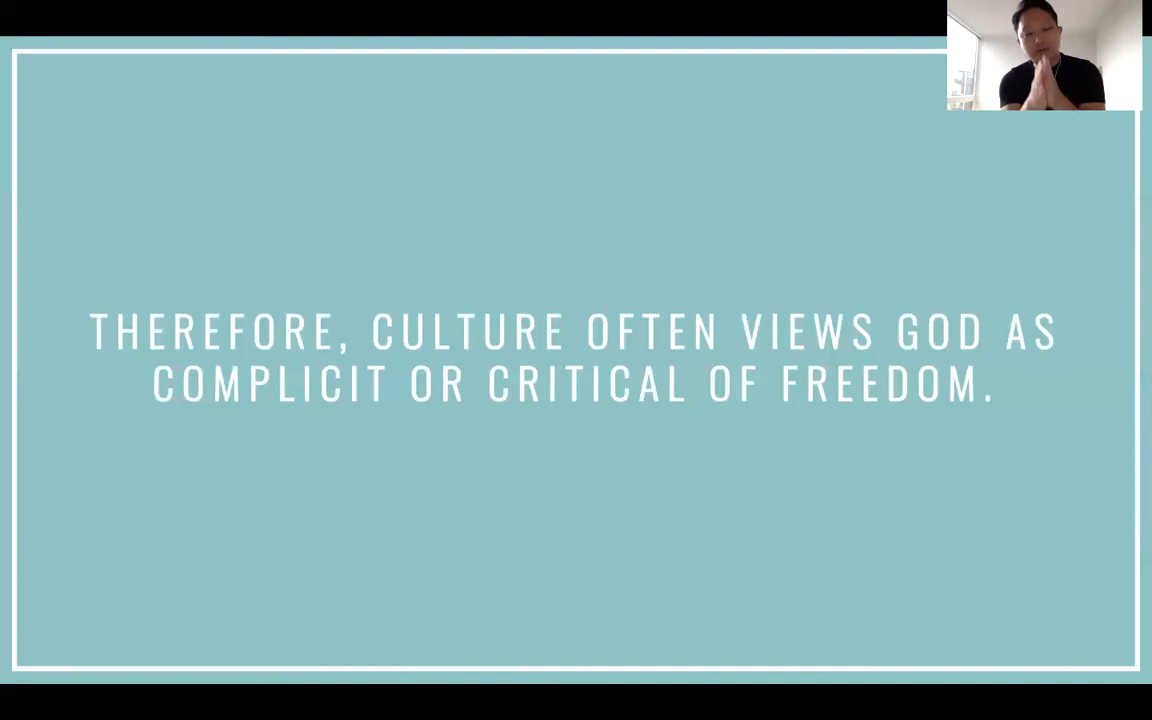 THEREFORE, CULTURE OFTEN VIEWS GOD AS
COMPLICIT OR CRITICAL OF FREEDOM.